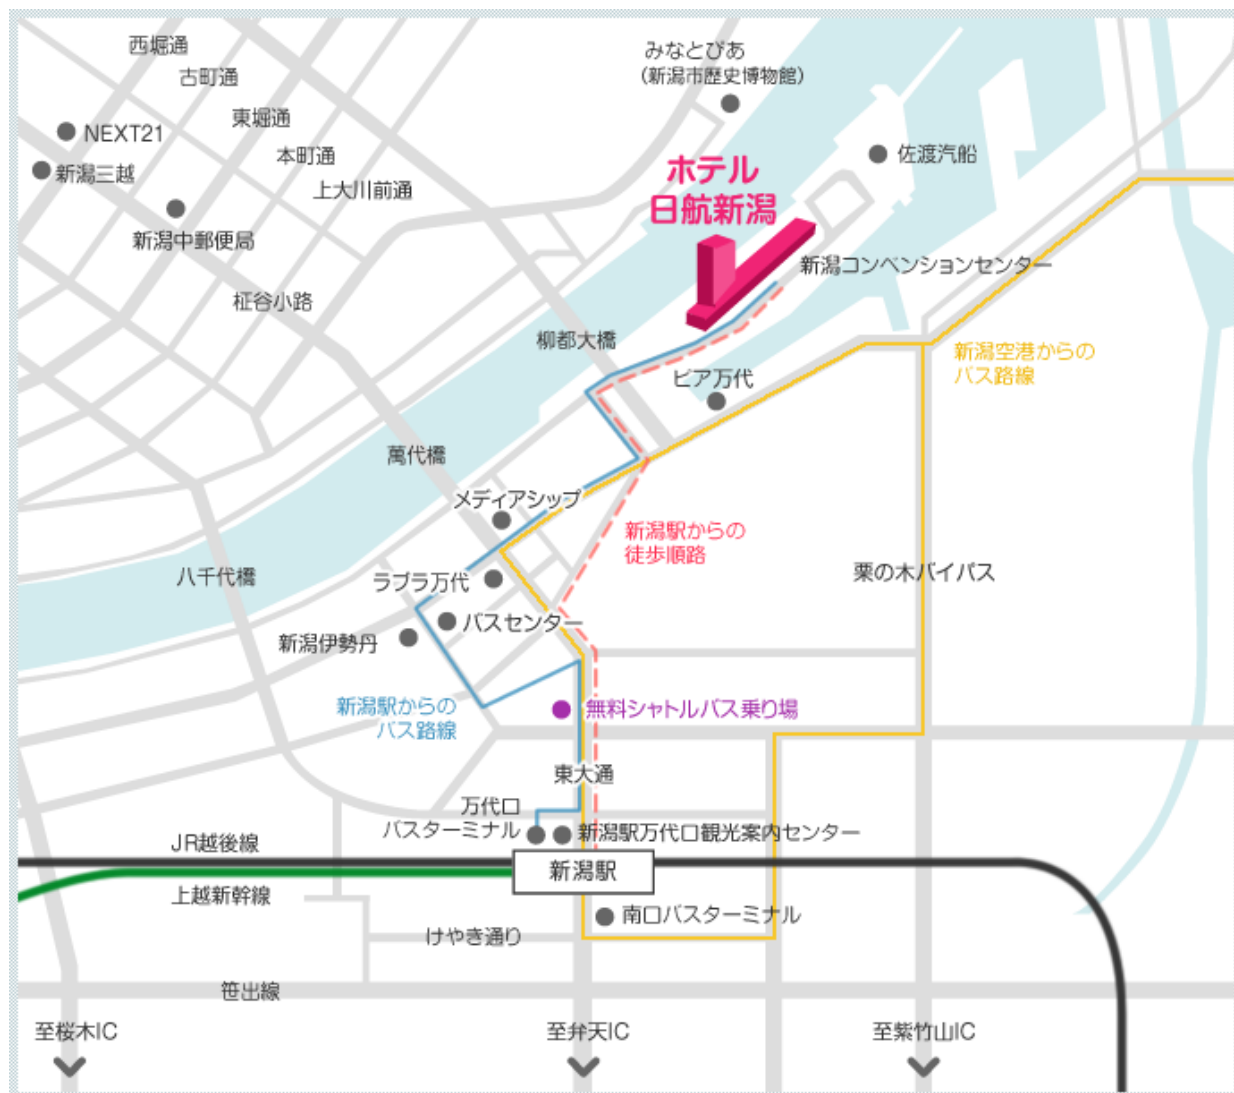 西堀通
みなとぴあ
(新潟市歴史博物館)
古町通
東堀通
NEXT21
本町通
佐渡汽船
新潟三越
上大川前通
ホテル
日航新潟
新潟中郵便局
新潟コンベンションセンター
柾谷小路
柳都大橋
新潟空港からの
バス路線
ピア万代
萬代橋
メディアシップ
新潟駅からの
徒歩順路
八千代橋
ラブラ万代
栗の木バイパス
バスセンター
新潟伊勢丹
新潟駅からの
バス路線
無料シャトルバス乗り場
東大通
万代口
バスターミナル
新潟駅万代口観光案内センター
JR越後線
新潟駅
上越新幹線
南口バスターミナル
けやき通り
笹出線
至桜木IC
至弁天IC
至紫竹山IC